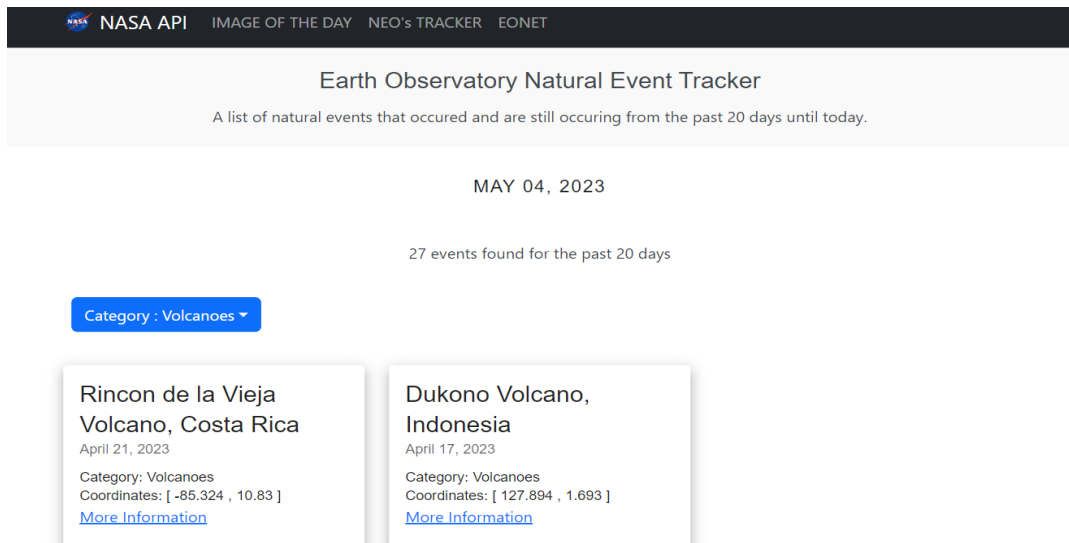 NASA NASA API IMAGE OF THE DAY NEO's TRACKER EONET
Earth Observatory Natural Event Tracker
A list of natural events that occured and are still occuring from the past 20 days until today.
MAY 04, 2023
27 events found for the past 20 days
Category : Volcanoes
Rincon de la Vieja
Volcano, Costa Rica
April 21, 2023
Category: Volcanoes
Coordinates: [ -85.324 , 10.83 ]
More Information
Dukono Volcano,
Indonesia
April 17, 2023
Category: Volcanoes
Coordinates: [ 127.894 , 1.693 ]
More Information